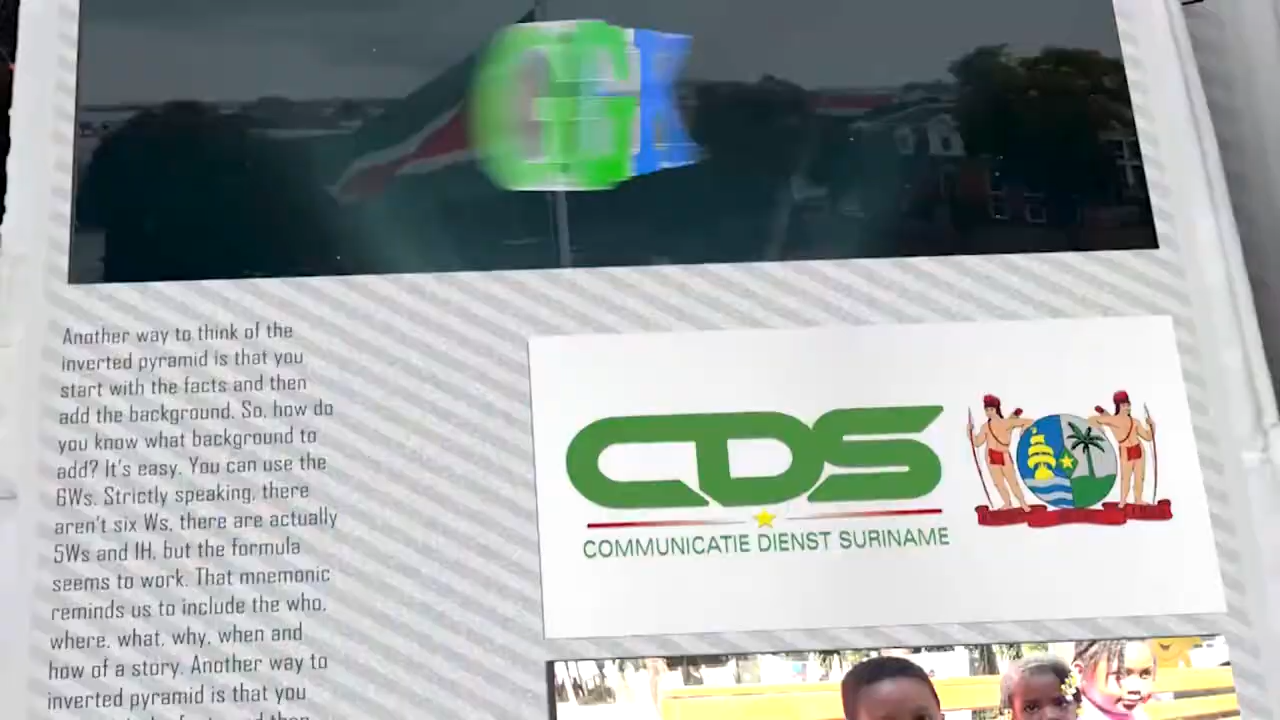 Another way to think of the
inverted pyramid is that you
start with the facts and then
add the background. So, how do
you know what background to
add? It's easy. You can use the
6Ws. Strictly speaking, there
aren't six Ws, there are actually
5Ws and 1H, but the formula
seems to work. That mnemonic
reminds us to include the who,
where, what, why, when and
how of a story. Another way to
inverted pyramid is that you
CDS
COMMUNICATIE DIENST SURINAME